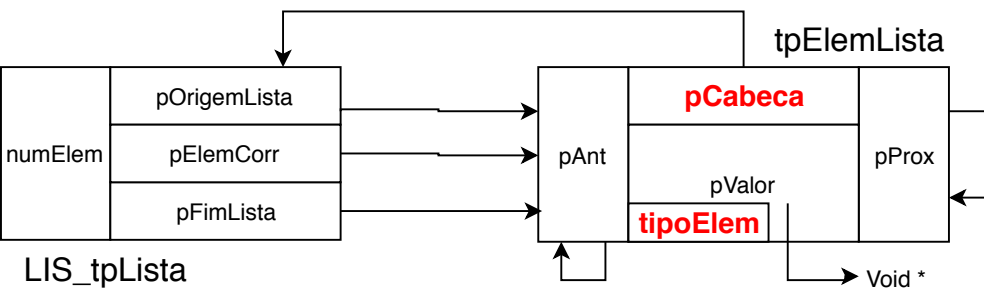 tpElemLista
pOrigemLista
pCabeca
numElem
pElemCorr
pAnt
pProx
pValor
pFimLista
tipoElem
LIS_tpLista
Void *